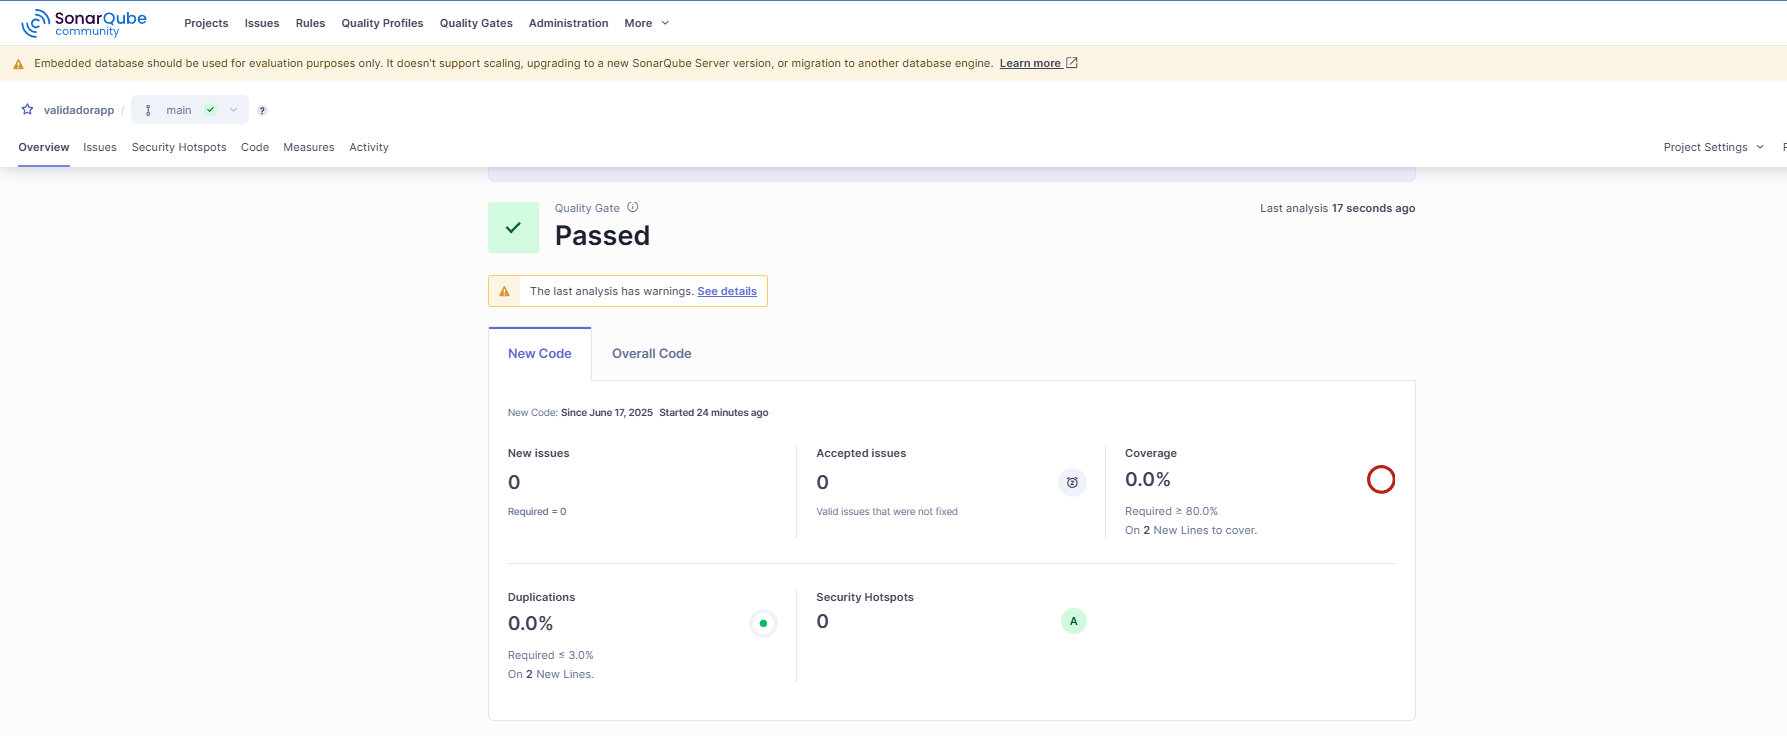 SonarQube community
Projects Issues Rules Quality Profiles Quality Gates Administration More
Embedded database should be used for evaluation purposes only. It doesn't support scaling, upgrading to a new SonarQube Server version, or migration to another database engine. Learn more
validadorapp / main ?
Overview Issues Security Hotspots Code Measures Activity Project Settings
Quality Gate
Last analysis 17 seconds ago
Passed
The last analysis has warnings. See details
New Code Overall Code
New Code: Since June 17, 2025 Started 24 minutes ago
New issues
0
Required = 0
Accepted issues
0
Valid issues that were not fixed
Coverage
0.0%
Required ≥ 80.0%
On 2 New Lines to cover.
Duplications
0.0%
Required ≤ 3.0%
On 2 New Lines.
Security Hotspots
0
A